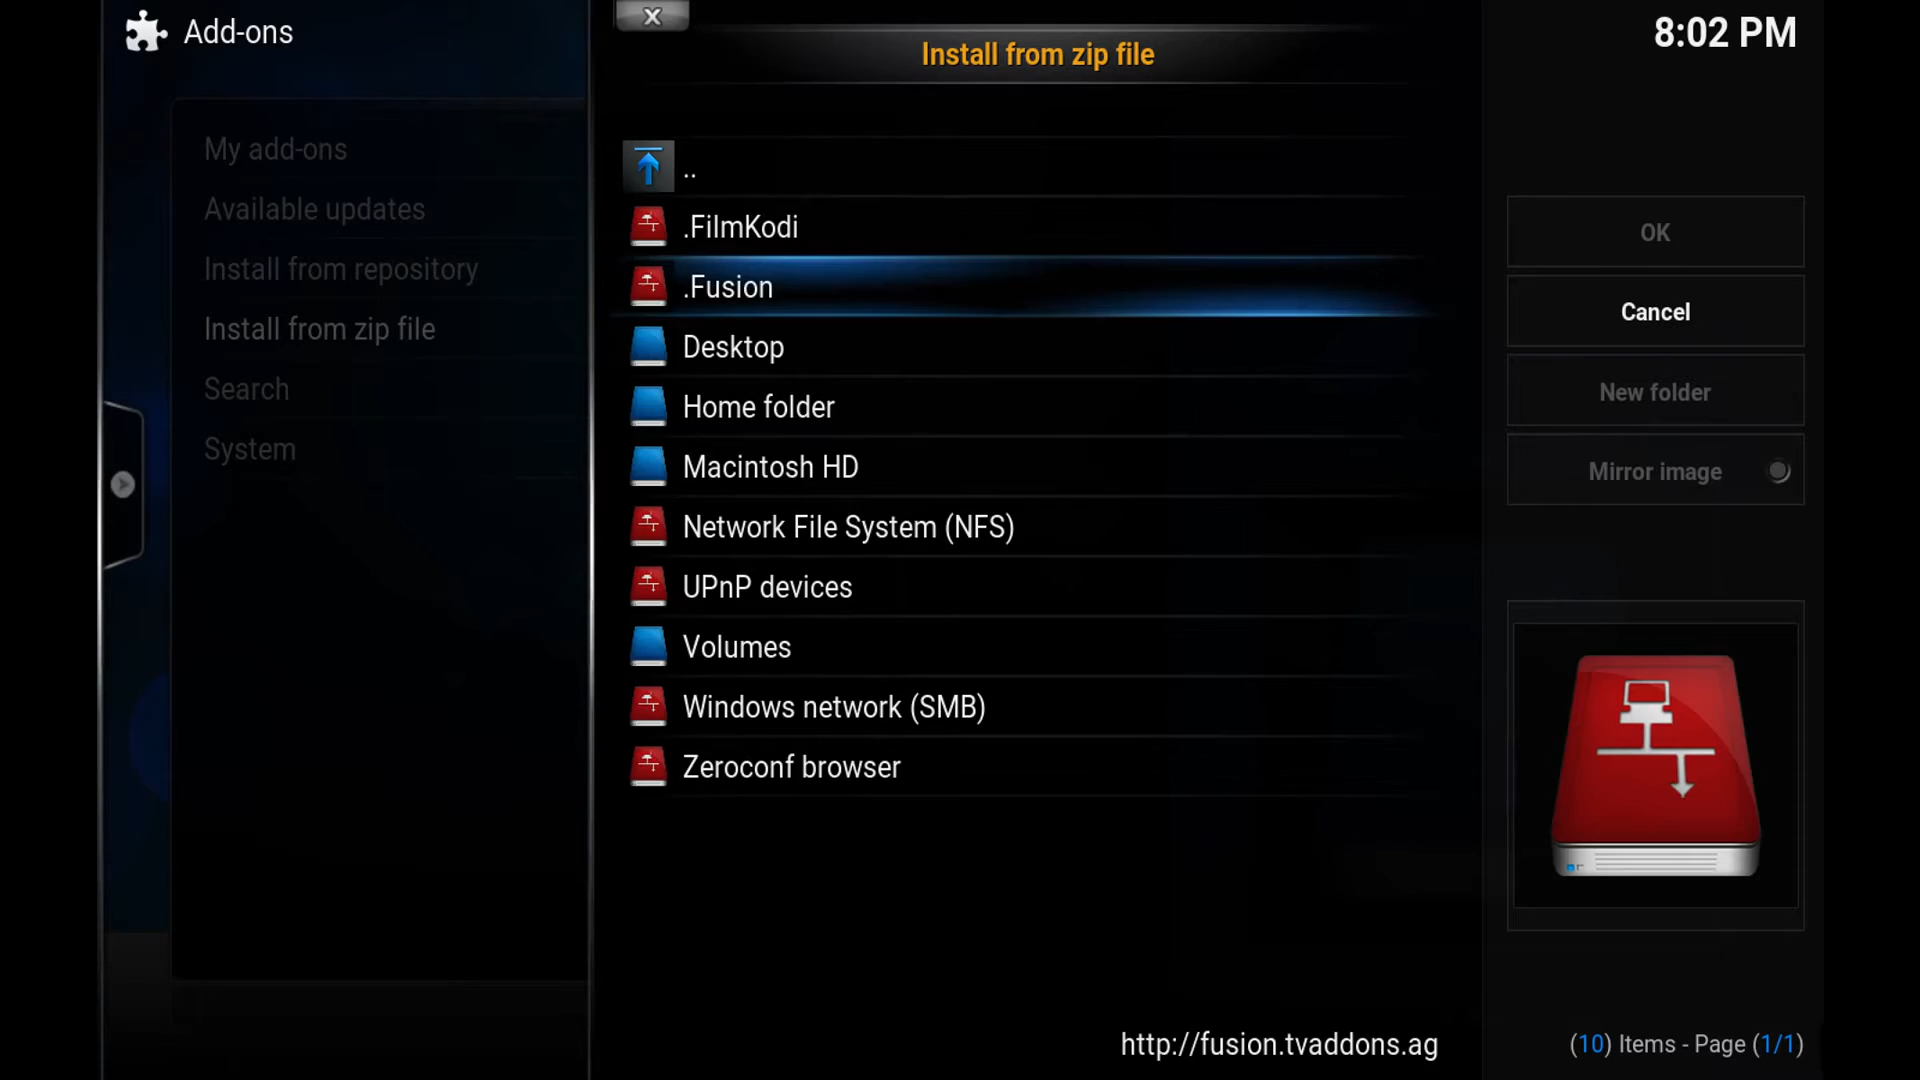 Add-ons
X
Install from zip file
8:02 PM
My add-ons
Available updates
Install from repository
Install from zip file
Search
System
..
.FilmKodi
.Fusion
Desktop
Home folder
Macintosh HD
Network File System (NFS)
UPnP devices
Volumes
Windows network (SMB)
Zeroconf browser
OK
Cancel
New folder
Mirror image
http://fusion.tvaddons.ag
(10) Items - Page (1/1)